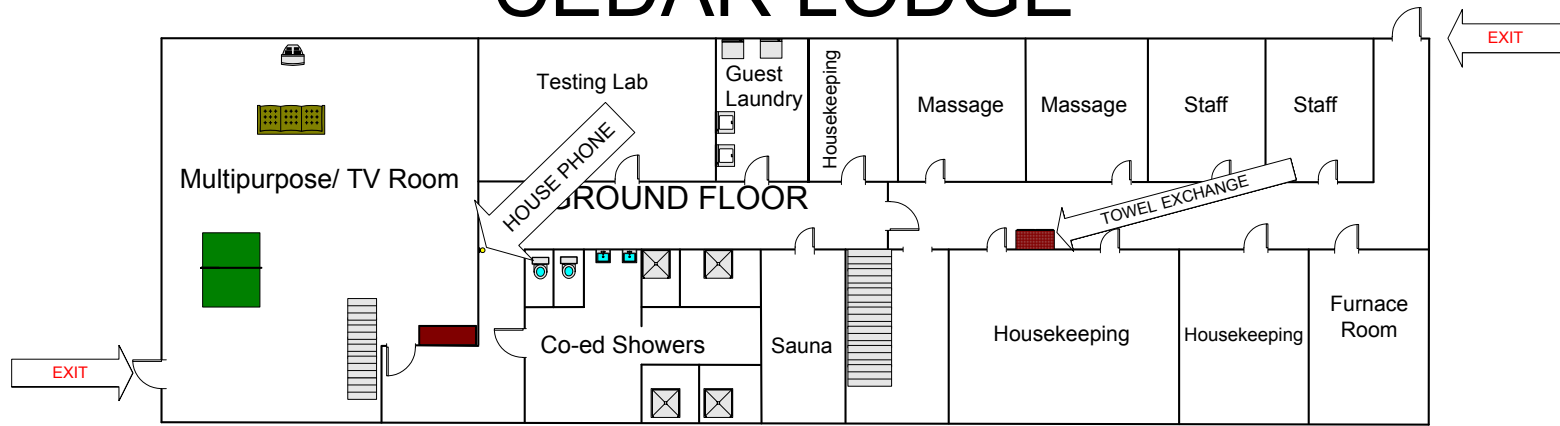 CEDAR LODGE
EXIT
Testing Lab
Guest
Laundry
Housekeeping
Massage
Massage
Staff
Staff
Multipurpose/ TV Room
HOUSE PHONE
GROUND FLOOR
TOWEL EXCHANGE
Co-ed Showers
Sauna
Housekeeping
Housekeeping
Furnace
Room
EXIT